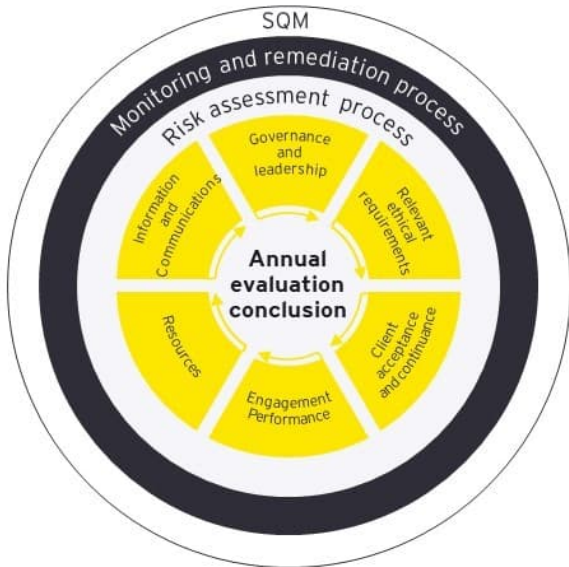 SQM
Monitoring and remediation process
Risk assessment process
Governance
and
leadership
Relevant
ethical
requirements
Client
acceptance
and continuance
Engagement
Performance
Resources
Information
and
Communications
Annual
evaluation
conclusion